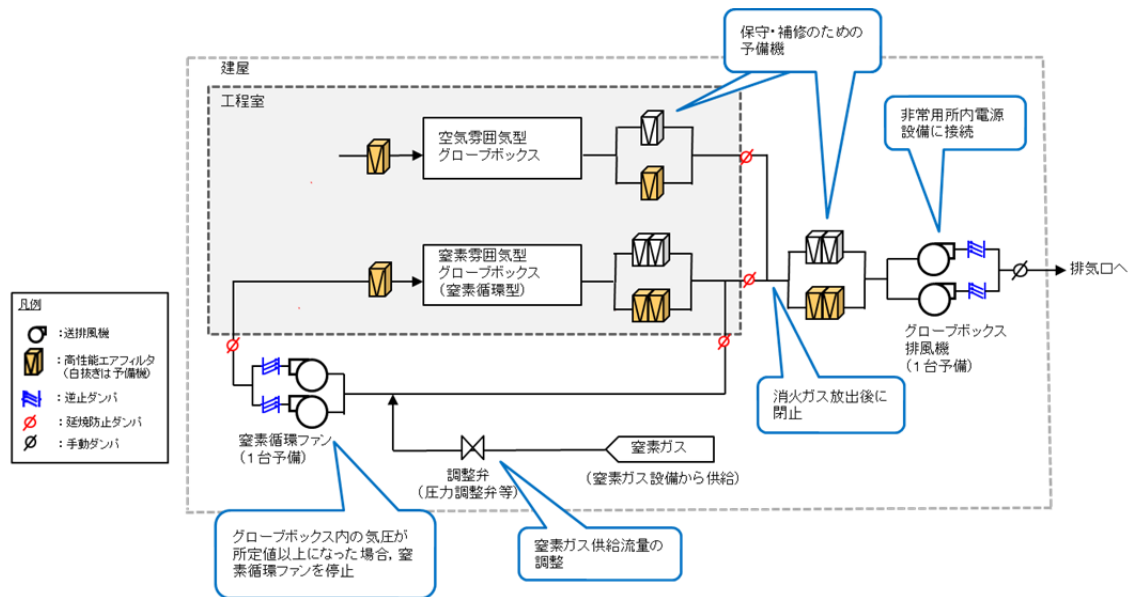 保守・補修のための
予備機
建屋
工程室
非常用所内電源
設備に接続
空気雰囲気型
グローブボックス
窒素雰囲気型
グローブボックス
(窒素循環型)
排気口へ
グローブボックス
排風機
(1台予備)
凡例
：送排風機
：高性能エアフィルタ
(白抜きは予備機)
：逆止ダンパ
：延焼防止ダンパ
：手動ダンパ
消火ガス放出後に
閉止
窒素循環ファン
(1台予備)
窒素ガス
調整弁
(圧力調整弁等)
(窒素ガス設備から供給)
グローブボックス内の気圧が
所定値以上になった場合，窒
素循環ファンを停止
窒素ガス供給流量の
調整